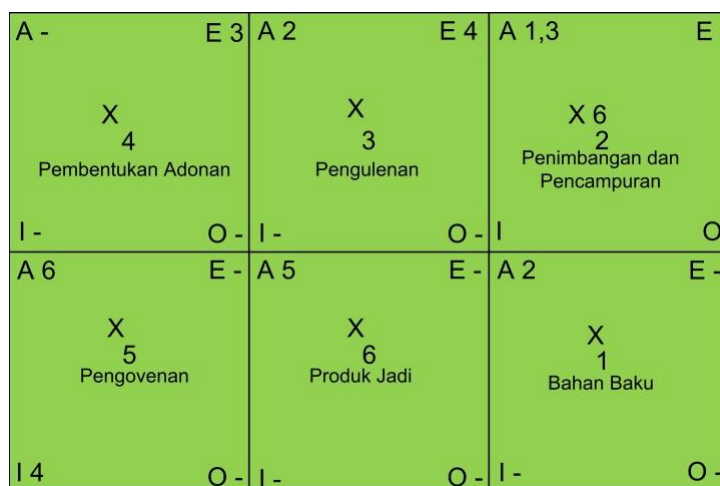 A - E 3
X
4
Pembentukan Adonan
I - O -
A 2 E 4
X
3
Pengulenan
I - O -
A 1,3 E
X 6
2
Penimbangan dan
Pencampuran
I O
A 6 E -
X
5
Pengovenan
I 4 O -
A 5 E -
X
6
Produk Jadi
I - O -
A 2 E -
X
1
Bahan Baku
I - O -